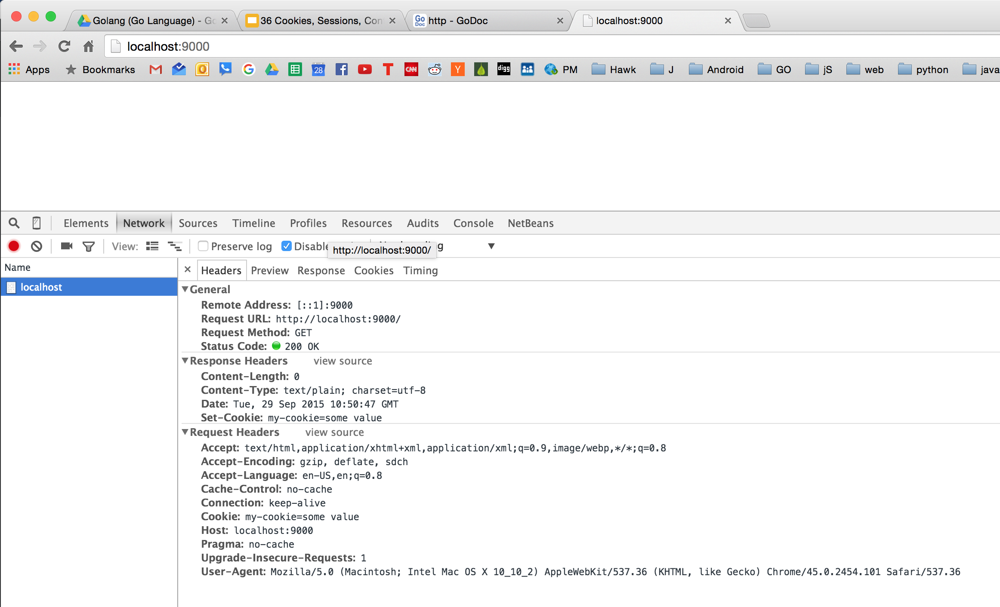 Golang (Go Language) - Go
36 Cookies, Sessions, Con
Go Doc http - GoDoc
localhost:9000
localhost:9000
Apps Bookmarks 28 CNN Y digg PM Hawk J Android GO jS web python java
Elements Network Sources Timeline Profiles Resources Audits Console NetBeans
View: Preserve log Disable
http://localhost:9000/
Name
localhost
Headers Preview Response Cookies Timing
General
Remote Address: [::1]:9000
Request URL: http://localhost:9000/
Request Method: GET
Status Code: 200 OK
Response Headers view source
Content-Length: 0
Content-Type: text/plain; charset=utf-8
Date: Tue, 29 Sep 2015 10:50:47 GMT
Set-Cookie: my-cookie=some value
Request Headers view source
Accept: text/html,application/xhtml+xml,application/xml;q=0.9,image/webp,*/*;q=0.8
Accept-Encoding: gzip, deflate, sdch
Accept-Language: en-US,en;q=0.8
Cache-Control: no-cache
Connection: keep-alive
Cookie: my-cookie=some value
Host: localhost:9000
Pragma: no-cache
Upgrade-Insecure-Requests: 1
User-Agent: Mozilla/5.0 (Macintosh; Intel Mac OS X 10_10_2) AppleWebKit/537.36 (KHTML, like Gecko) Chrome/45.0.2454.101 Safari/537.36